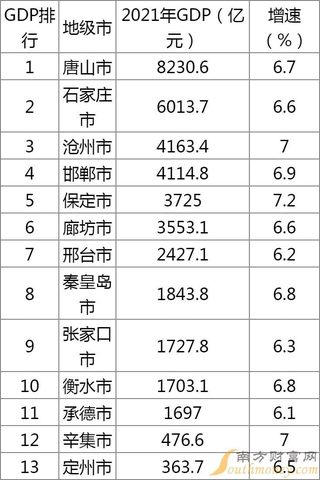 GDP排行 地级市 2021年GDP（亿元） 增速（%）
1 唐山市 8230.6 6.7
2 石家庄市 6013.7 6.6
3 沧州市 4163.4 7
4 邯郸市 4114.8 6.9
5 保定市 3725 7.2
6 廊坊市 3553.1 6.6
7 邢台市 2427.1 6.2
8 秦皇岛市 1843.8 6.8
9 张家口市 1727.8 6.3
10 衡水市 1703.1 6.8
11 承德市 1697 6.1
12 辛集市 476.6 7
13 定州市 363.7 6.5
南方财富网
southmoney.com